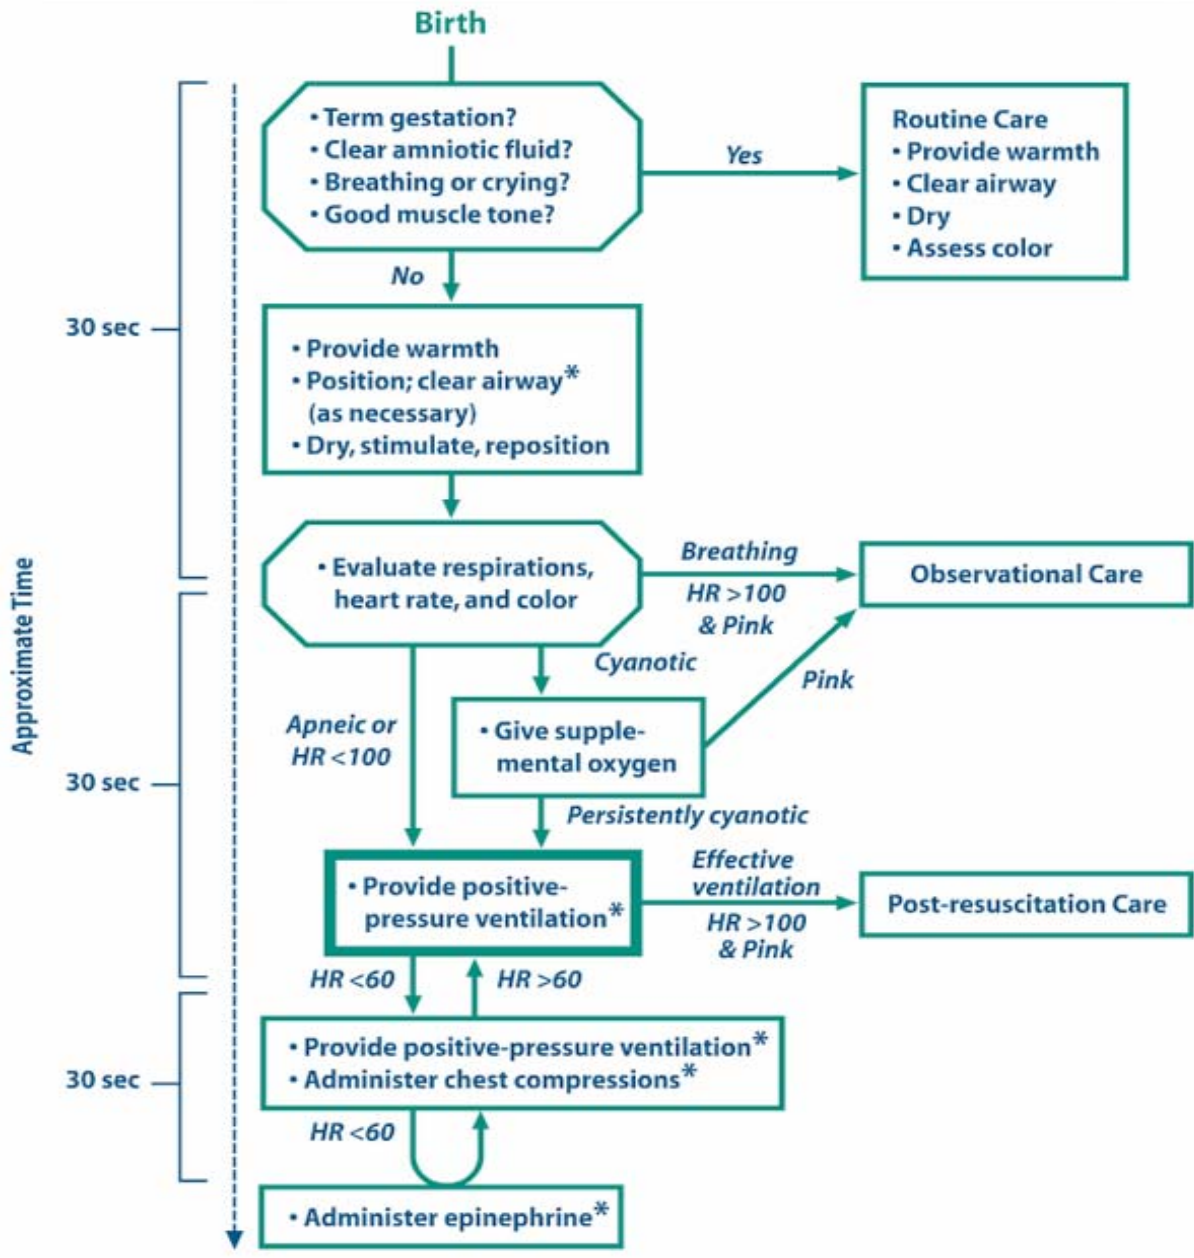 Birth
• Term gestation?
• Clear amniotic fluid?
• Breathing or crying?
• Good muscle tone?
Yes
Routine Care
• Provide warmth
• Clear airway
• Dry
• Assess color
No
30 sec
• Provide warmth
• Position; clear airway*
(as necessary)
• Dry, stimulate, reposition
Approximate Time
• Evaluate respirations,
heart rate, and color
Breathing
HR >100
& Pink
Observational Care
Cyanotic
Pink
Apneic or
HR <100
• Give supple-
mental oxygen
30 sec
Persistently cyanotic
• Provide positive-
pressure ventilation*
Effective
ventilation
HR >100
& Pink
Post-resuscitation Care
HR <60
HR >60
30 sec
• Provide positive-pressure ventilation*
• Administer chest compressions*
HR <60
• Administer epinephrine*